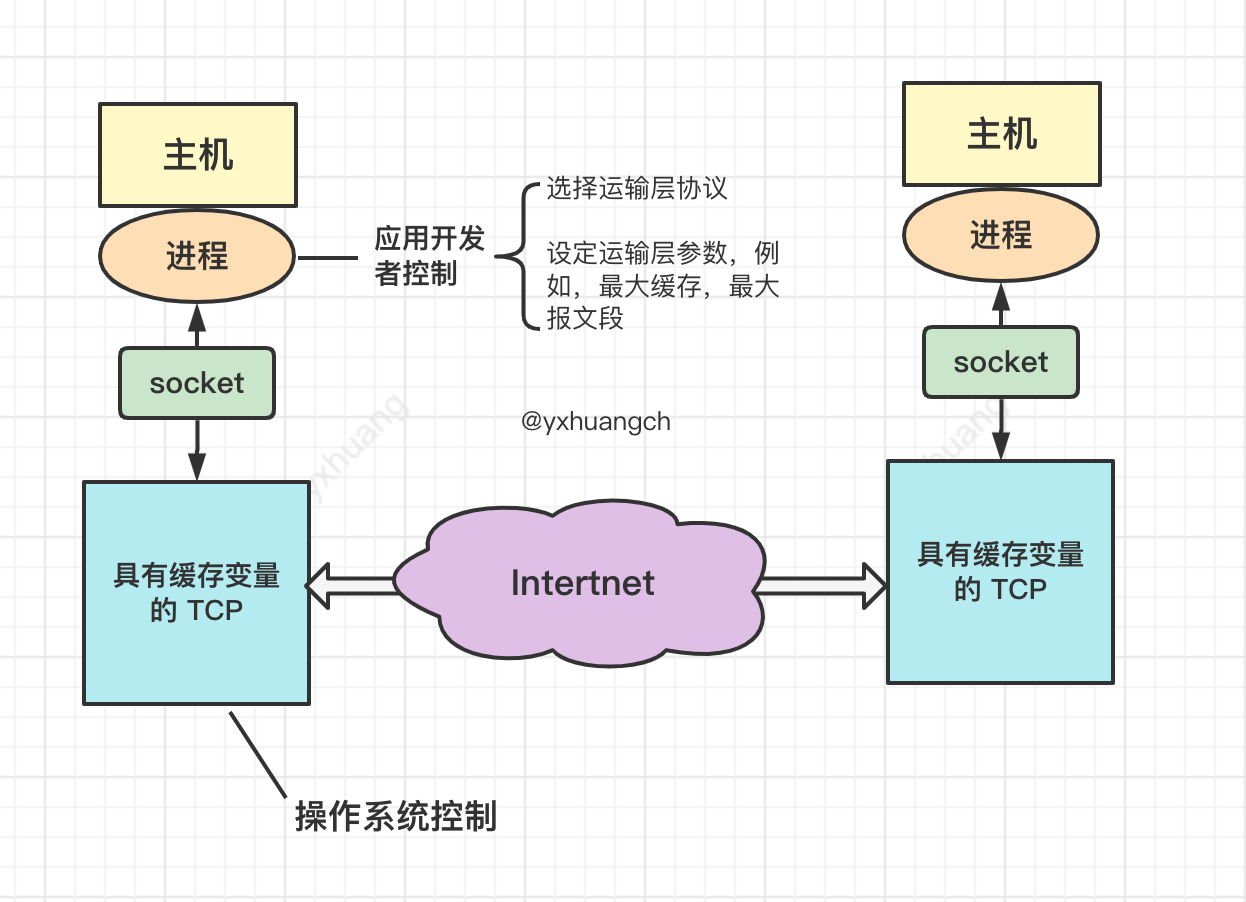 主机
主机
进程
进程
应用开发
者控制
选择运输层协议
设定运输层参数，例
如，最大缓存，最大
报文段
socket
socket
@yxhuangch
yxhuang
huang
具有缓存变量
的 TCP
Intertnet
具有缓存变量
的 TCP
操作系统控制